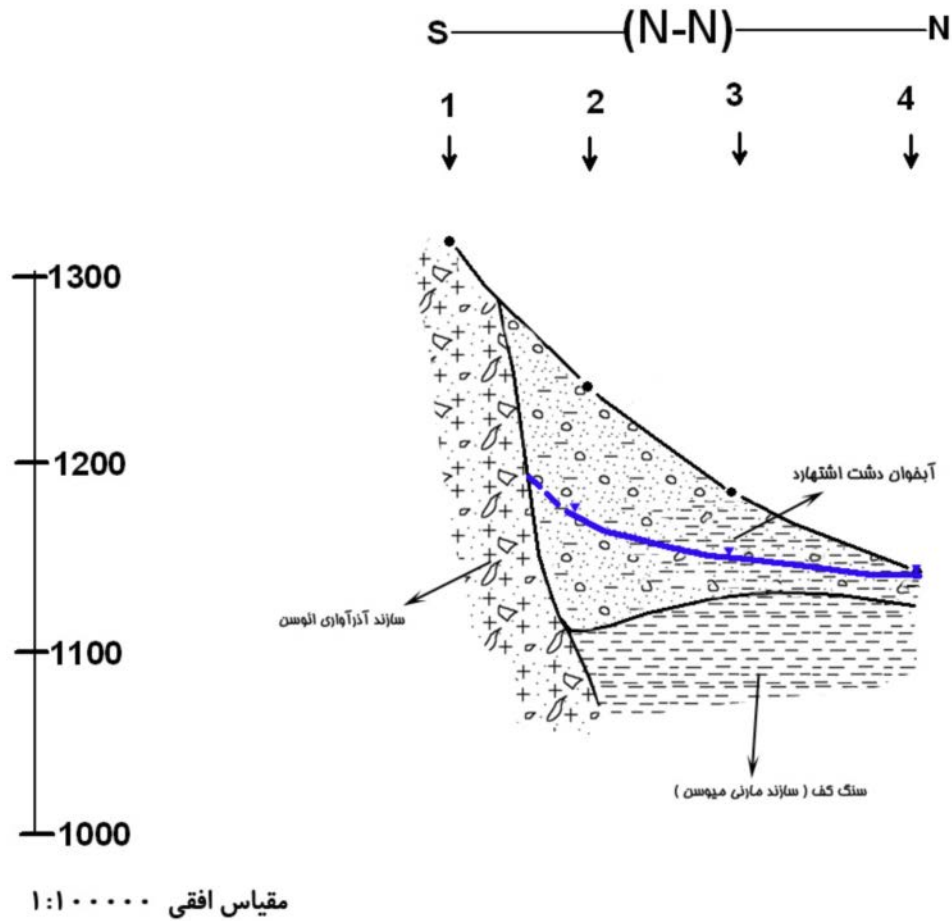 S (N-N) N
1 2 3 4
1300
1200
آبخوان دشت اشتهارد
سازند آذرآواری ائوسن
1100
سنگ کف ( سازند مارنی میوسن )
1000
مقیاس افقی ۱:۱۰۰۰۰۰